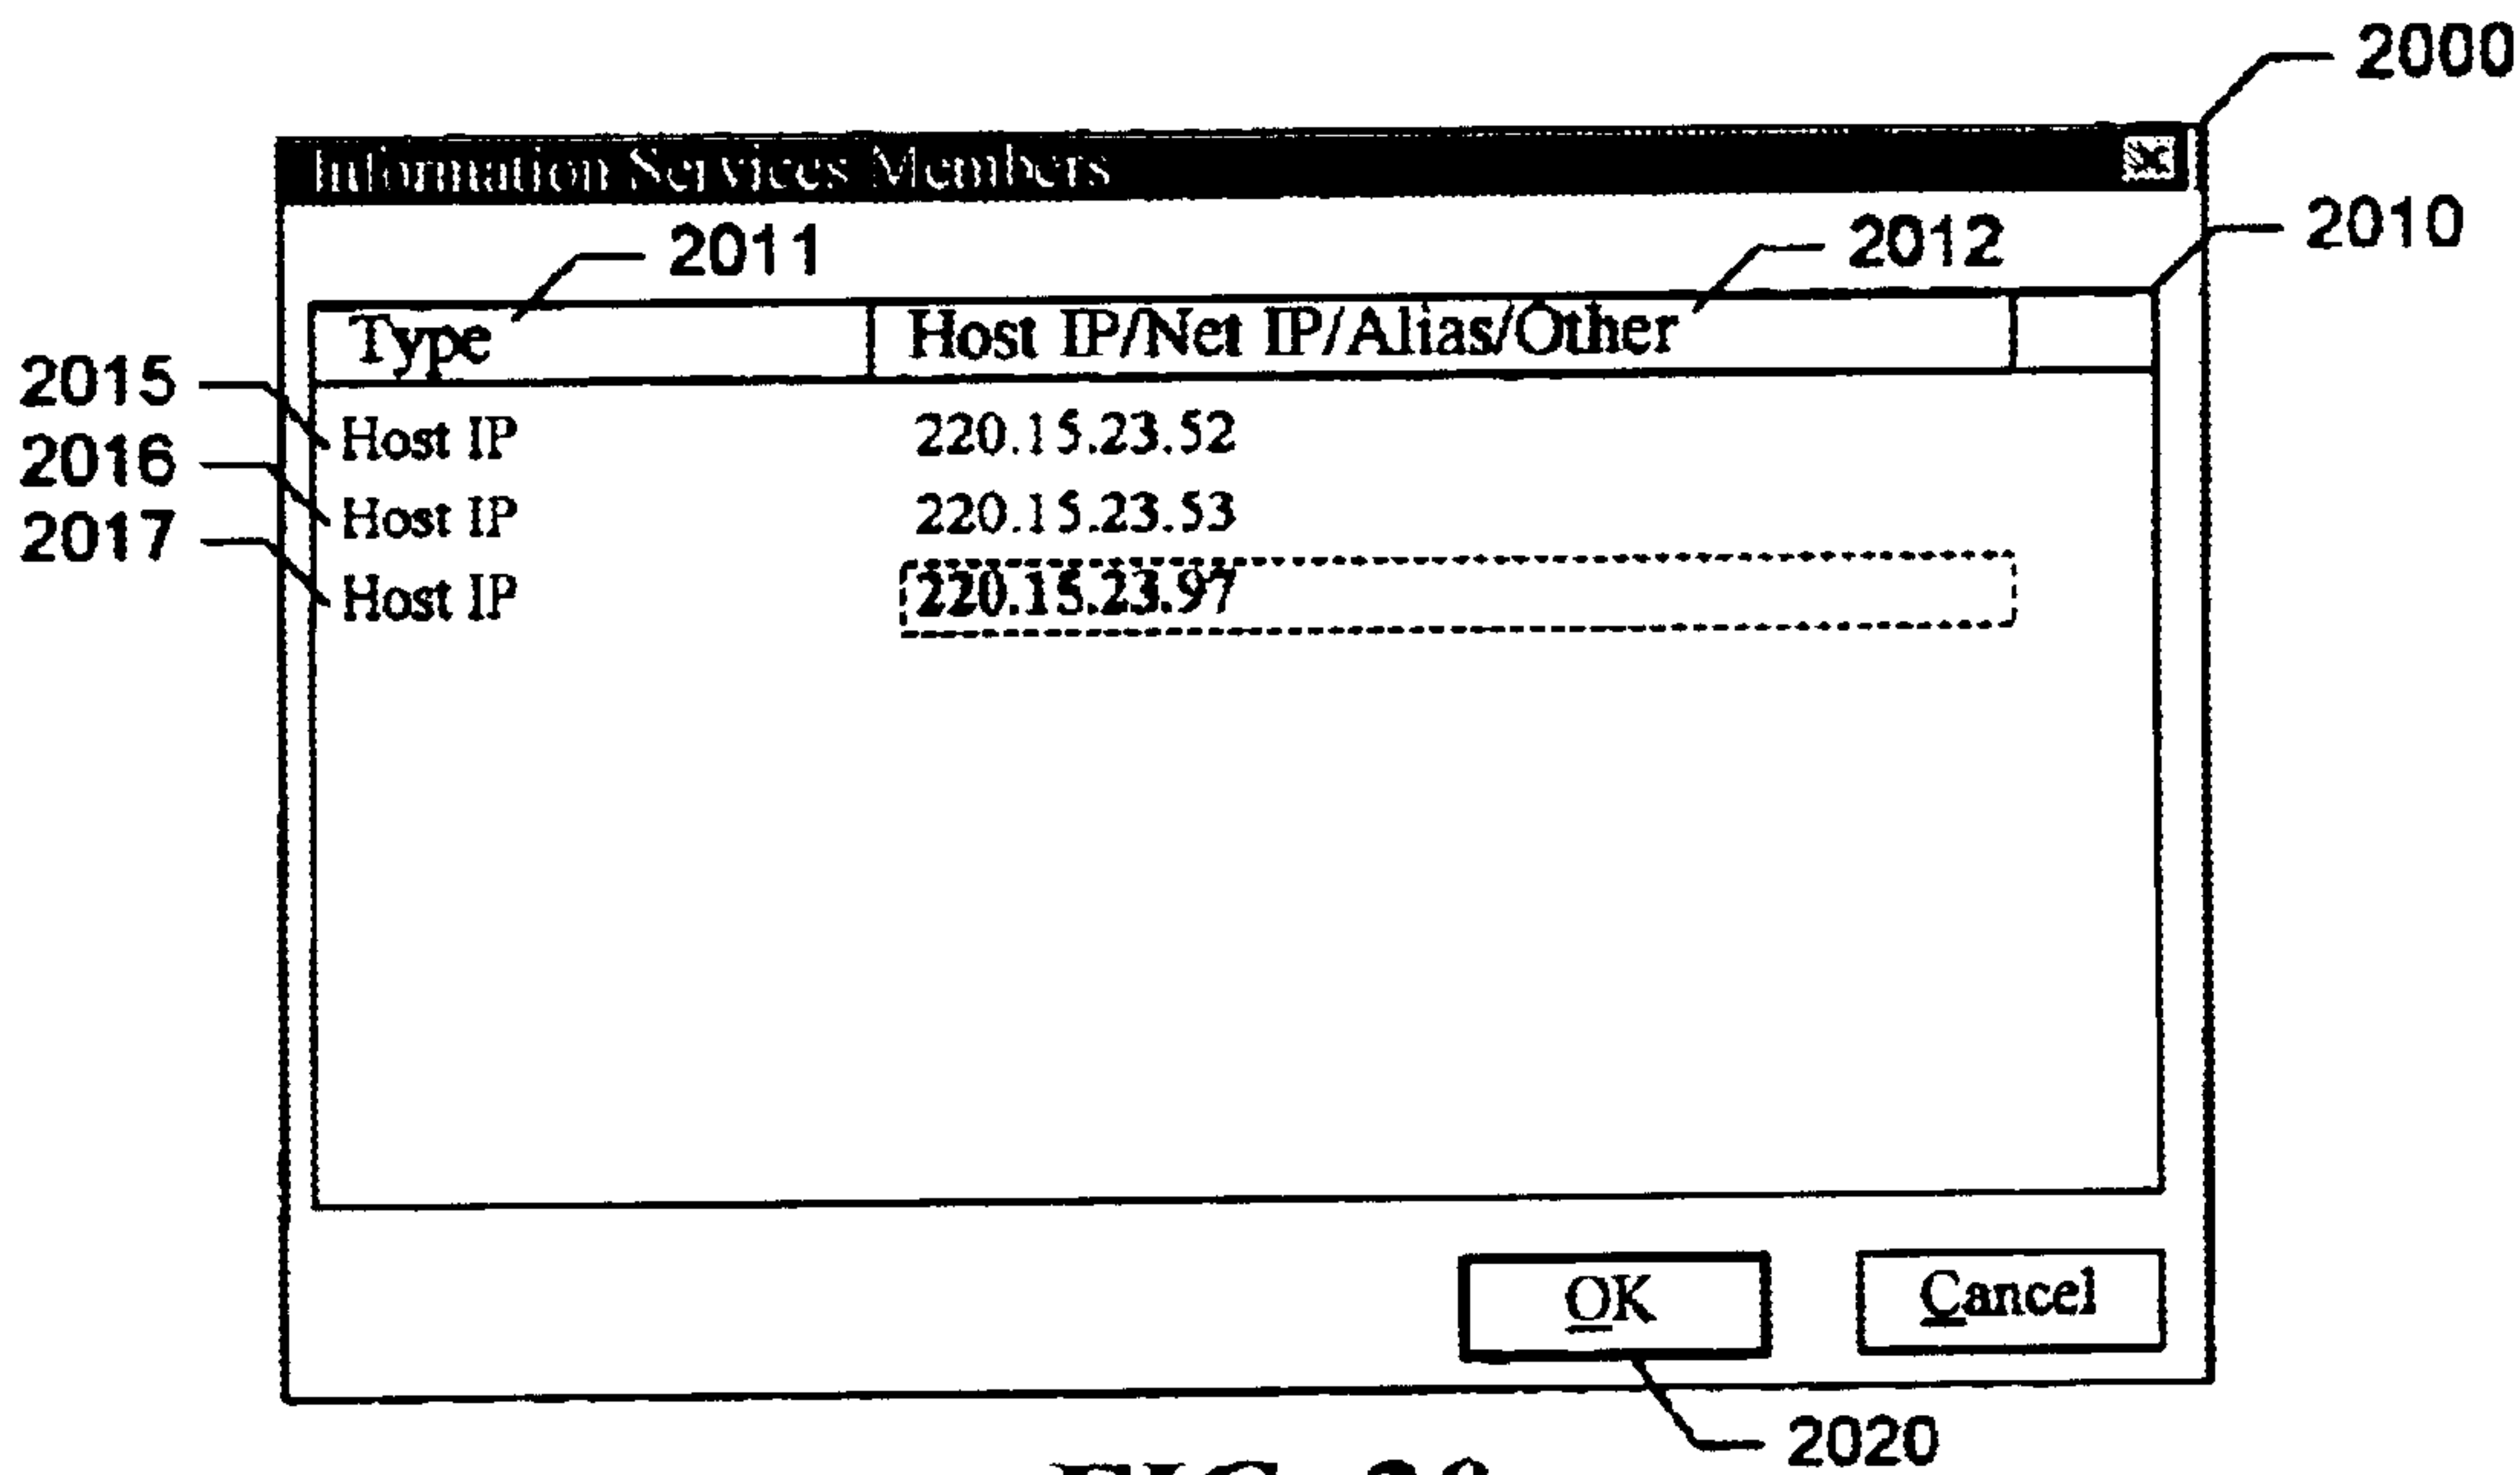 2000
Information Services Members
2010
2011
2012
Type Host IP/Net IP/Alias/Other
2015
Host IP 220.15.23.52
2016
Host IP 220.15.23.53
2017
Host IP 220.15.23.97
OK Cancel
2020